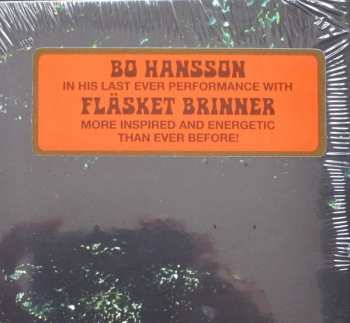 BO HANSSON
IN HIS LAST EVER PERFORMANCE WITH
FLÄSKET BRINNER
MORE INSPIRED AND ENERGETIC
THAN EVER BEFORE!